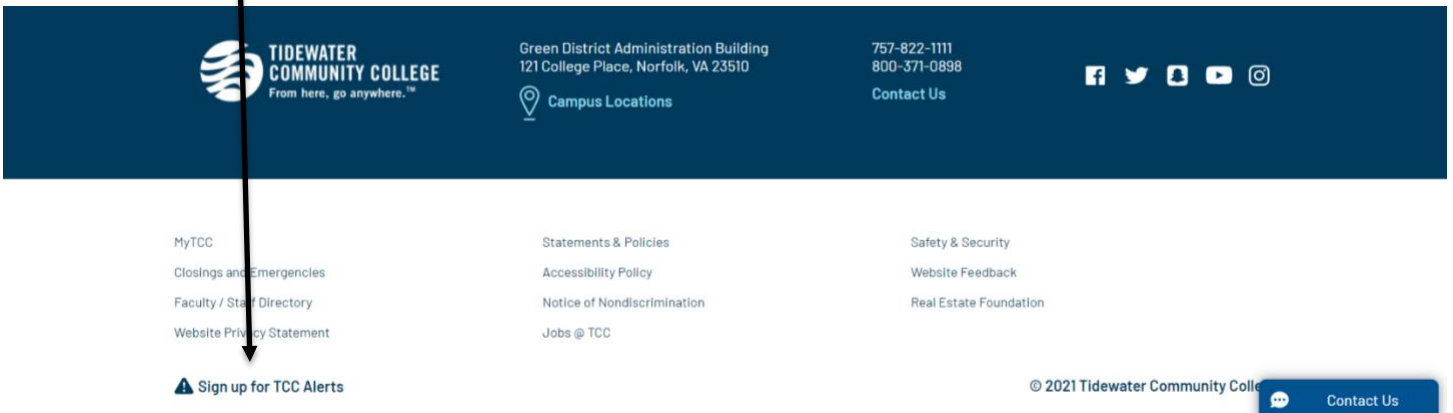 TIDEWATER
COMMUNITY COLLEGE
From here, go anywhere.™
Green District Administration Building
121 College Place, Norfolk, VA 23510
Campus Locations
757-822-1111
800-371-0898
Contact Us
MyTCC
Closings and Emergencies
Faculty / Staff Directory
Website Privacy Statement
Statements & Policies
Accessibility Policy
Notice of Nondiscrimination
Jobs @ TCC
Safety & Security
Website Feedback
Real Estate Foundation
Sign up for TCC Alerts
© 2021 Tidewater Community Colle
Contact Us